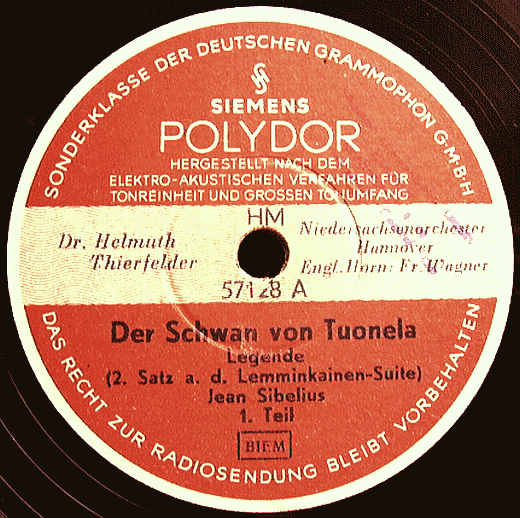 SONDERKLASSE DER DEUTSCHEN GRAMMOPHON G·M·B·H
SIEMENS
POLYDOR
HERGESTELLT NACH DEM
ELEKTRO-AKUSTISCHEN VERFAHREN FÜR
TONREINHEIT UND GROSSEN TONUMFANG
HM
Dr. Helmuth
Thierfelder
Niedersachsenorchester
Hannover
Engl. Horn: Fr. Wagner
57128 A
Der Schwan von Tuonela
Legende
(2. Satz a. d. Lemminkainen-Suite)
Jean Sibelius
1. Teil
BIEM
DAS RECHT ZUR RADIOSENDUNG BLEIBT VORBEHALTEN